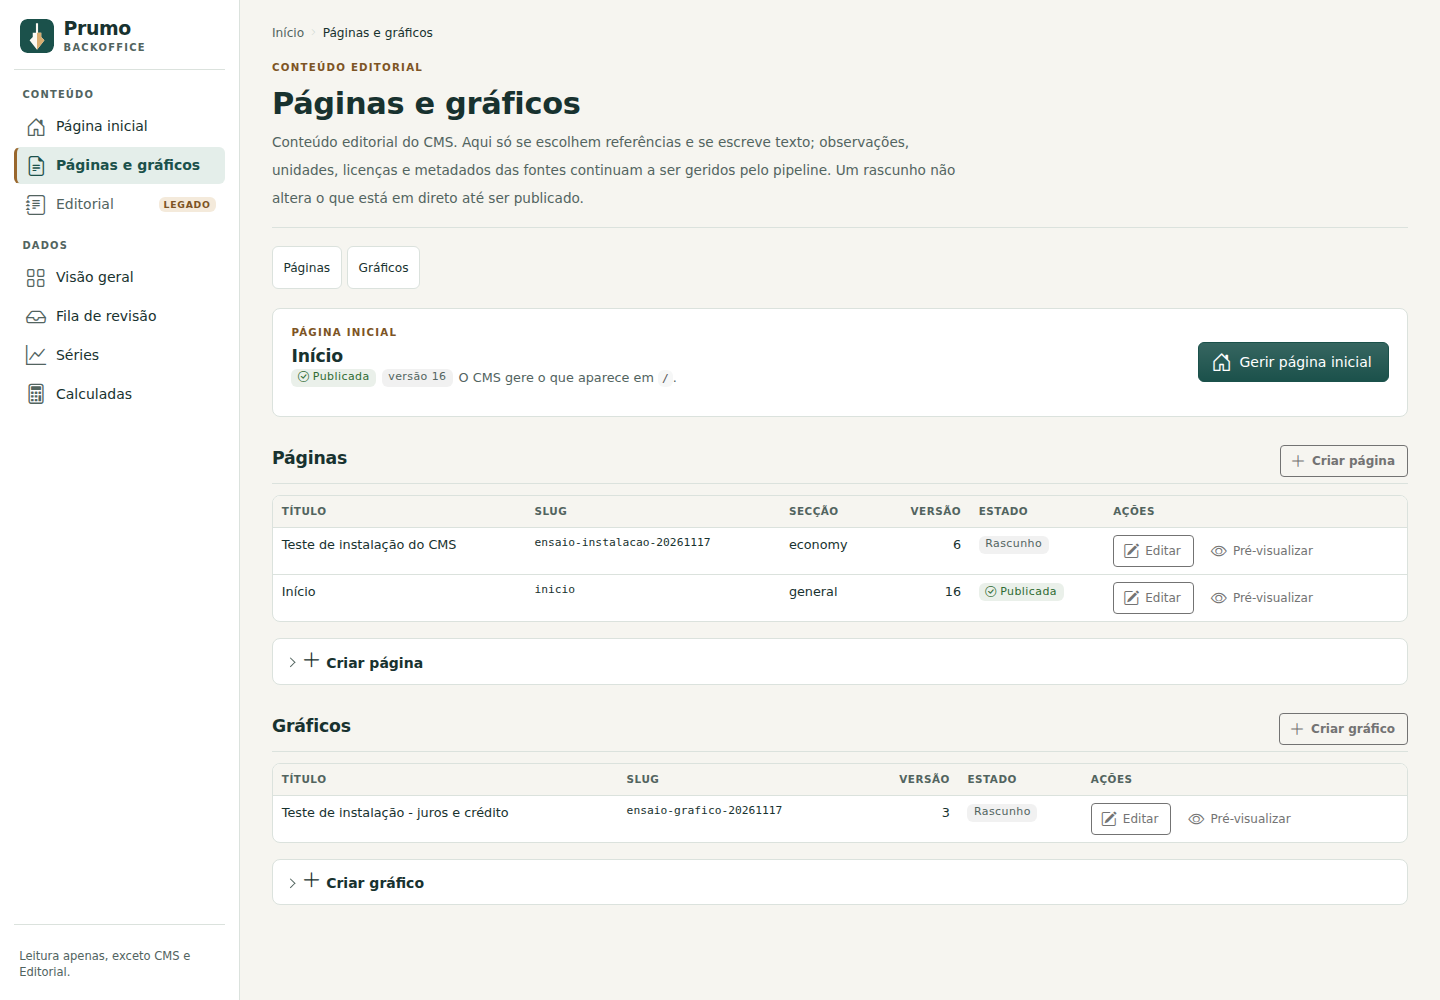 Prumo
BACKOFFICE
CONTEÚDO
Página inicial
Páginas e gráficos
Editorial LEGADO
DADOS
Visão geral
Fila de revisão
Séries
Calculadas
Leitura apenas, exceto CMS e
Editorial.
Início Páginas e gráficos
CONTEÚDO EDITORIAL
Páginas e gráficos
Conteúdo editorial do CMS. Aqui só se escolhem referências e se escreve texto; observações,
unidades, licenças e metadados das fontes continuam a ser geridos pelo pipeline. Um rascunho não
altera o que está em direto até ser publicado.
Páginas Gráficos
PÁGINA INICIAL
Início
Publicada versão 16 O CMS gere o que aparece em / .
Gerir página inicial
Páginas
Criar página
TÍTULO SLUG SECÇÃO VERSÃO ESTADO AÇÕES
Teste de instalação do CMS ensaio-instalacao-20261117 economy 6 Rascunho Editar Pré-visualizar
Início inicio general 16 Publicada Editar Pré-visualizar
Criar página
Gráficos
Criar gráfico
TÍTULO SLUG VERSÃO ESTADO AÇÕES
Teste de instalação - juros e crédito ensaio-grafico-20261117 3 Rascunho Editar Pré-visualizar
Criar gráfico